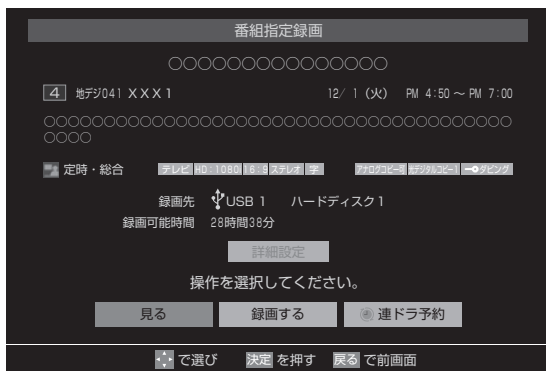 番組指定録画
○○○○○○○○○○○○○○○
4 地デジ041 XXX1 12/ 1 (火) PM 4:50 ~ PM 7:00
○○○○○○○○○○○○○○○○○○○○○○○○○○○○○○○○○○○
○○○○
定時・総合 テレビ HD:1080 16:9 ステレオ 字 アナログコピー可 光デジタルコピー1 ダビング
録画先 USB 1 ハードディスク1
録画可能時間 28時間38分
詳細設定
操作を選択してください。
見る 録画する 連ドラ予約
で選び 決定 を押す 戻る で前画面